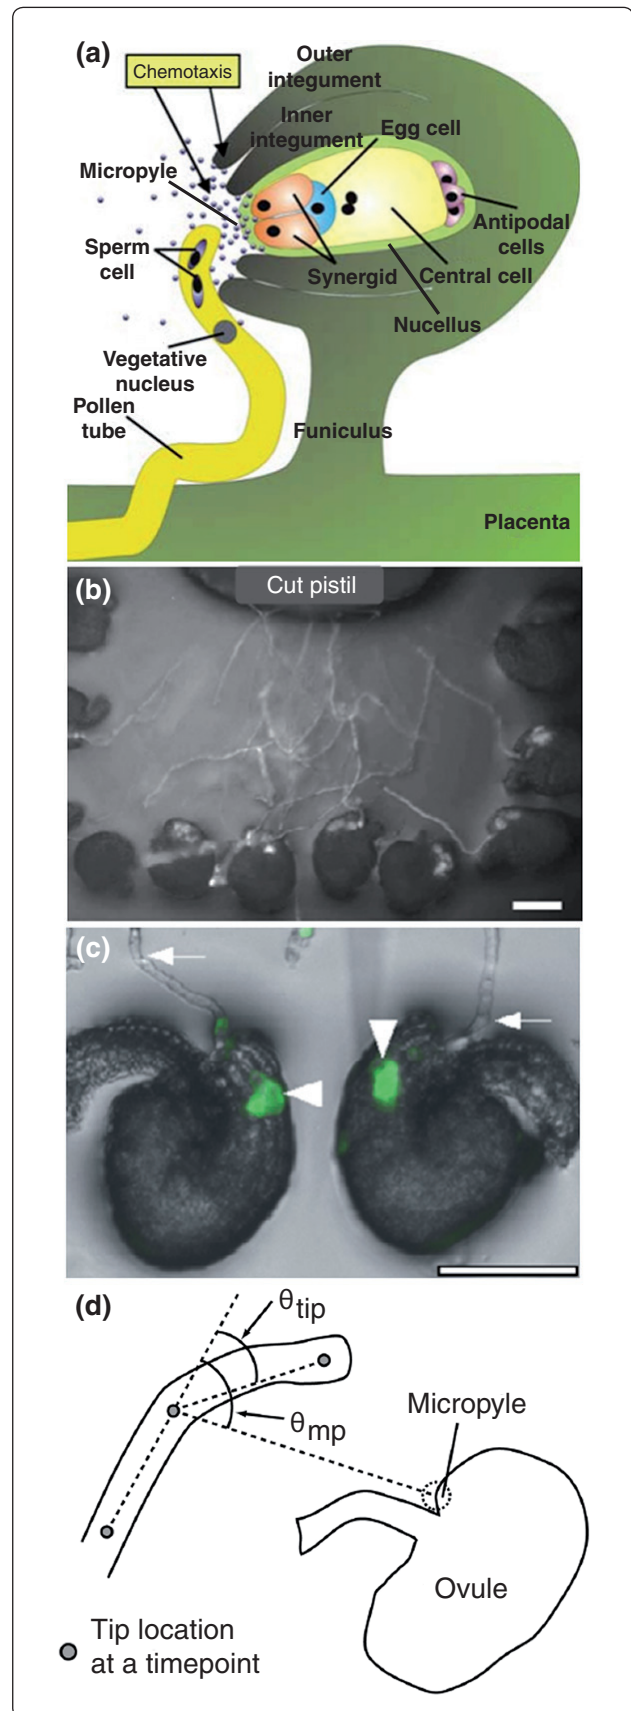 (a)
Chemotaxis
Outer
integument
Inner
integument
Egg cell
Micropyle
Antipodal
cells
Sperm
cell
Synergid
Central cell
Nucellus
Vegetative
nucleus
Pollen
tube
Funiculus
Placenta
(b)
Cut pistil
(c)
(d)
θtip
θmp
Micropyle
Ovule
Tip location
at a timepoint